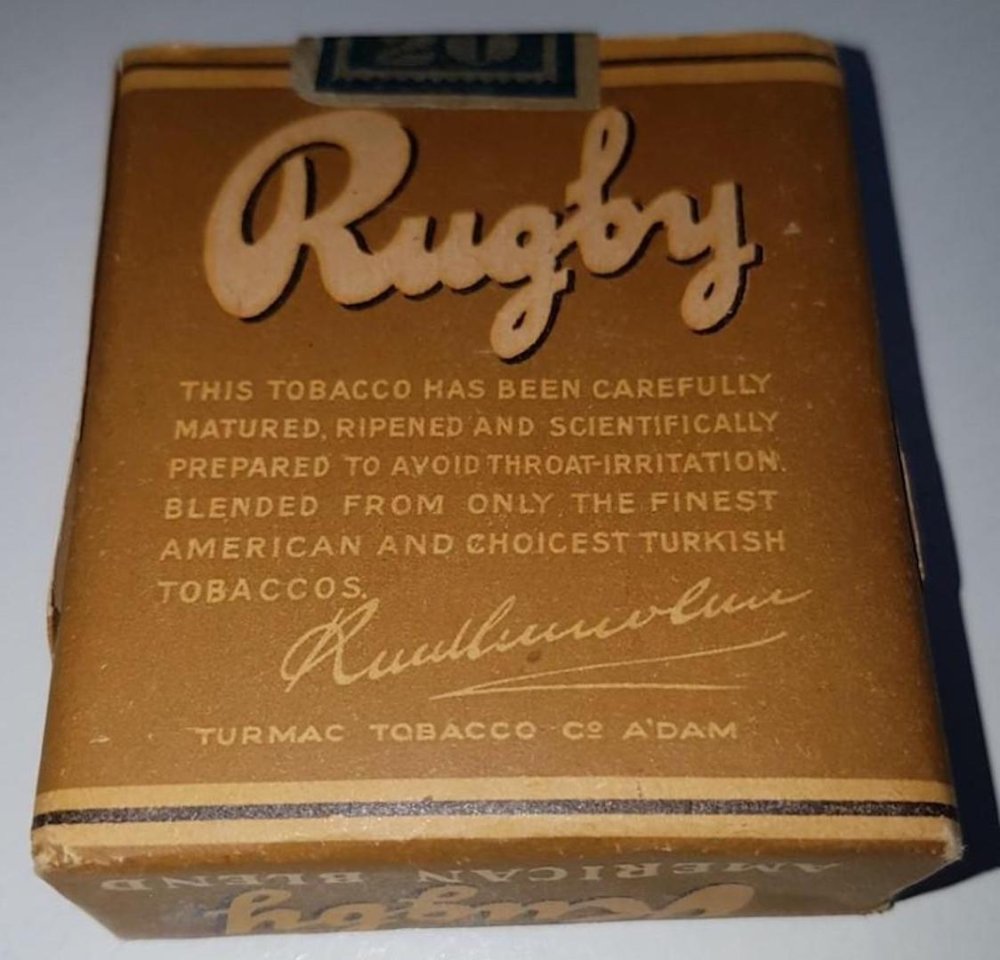 20
Rugby
THIS TOBACCO HAS BEEN CAREFULLY
MATURED, RIPENED AND SCIENTIFICALLY
PREPARED TO AVOID THROAT-IRRITATION.
BLENDED FROM ONLY THE FINEST
AMERICAN AND CHOICEST TURKISH
TOBACCOS.
TURMAC TOBACCO Cº A'DAM
AMERICAN BLEND
Rugby